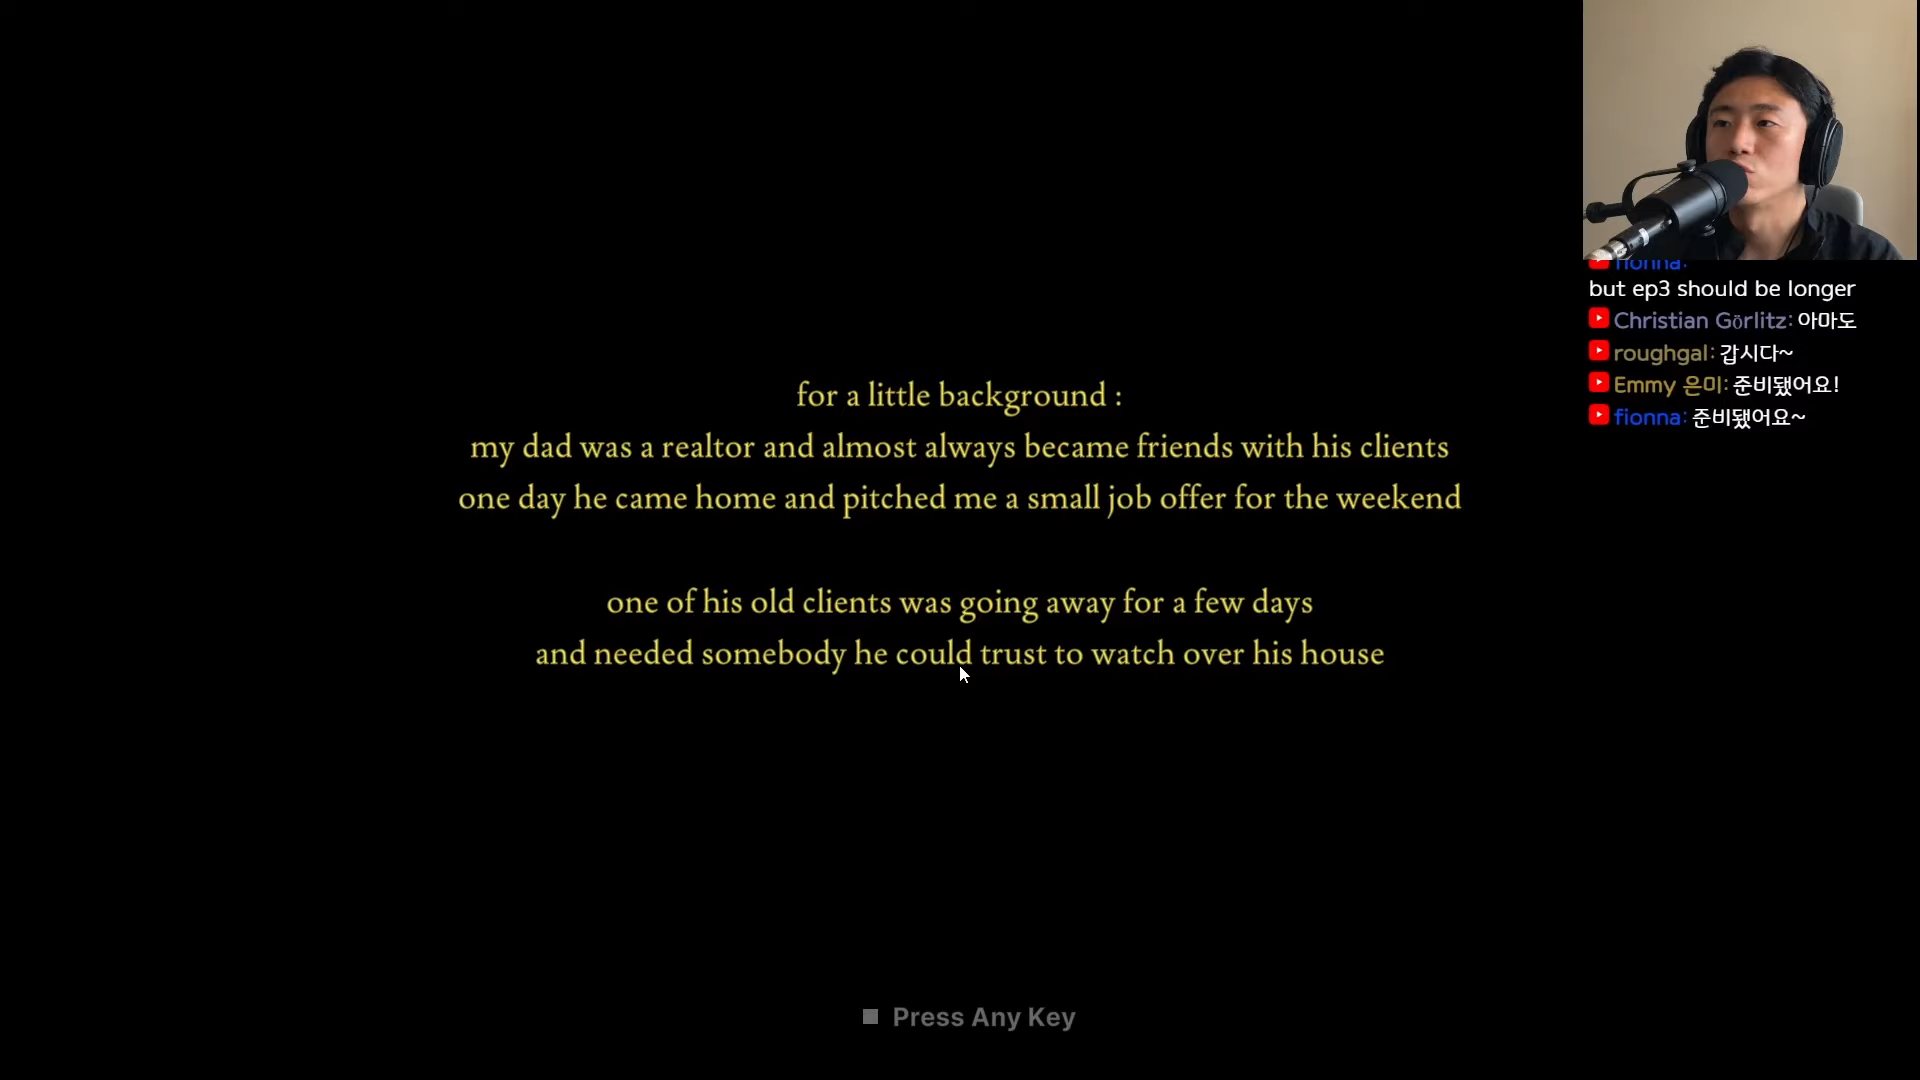 for a little background :
my dad was a realtor and almost always became friends with his clients
one day he came home and pitched me a small job offer for the weekend
one of his old clients was going away for a few days
and needed somebody he could trust to watch over his house
Press Any Key
fionna:
but ep3 should be longer
Christian Görlitz: 아마도
roughgal: 갑시다~
Emmy 은미: 준비됐어요!
fionna: 준비됐어요~